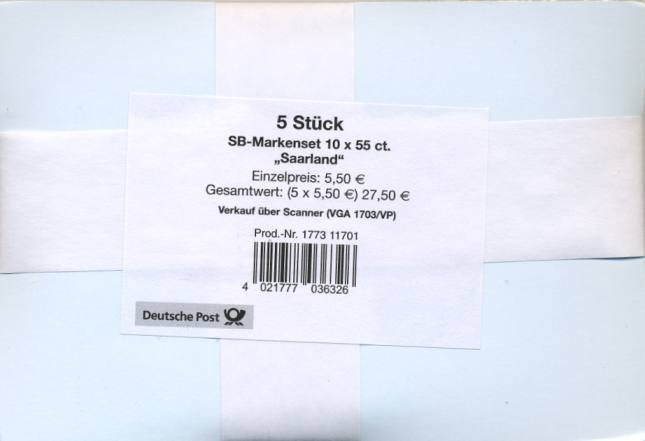 5 Stück
SB-Markenset 10 x 55 ct.
„Saarland“
Einzelpreis: 5,50 €
Gesamtwert: (5 x 5,50 €) 27,50 €
Verkauf über Scanner (VGA 1703/VP)
Prod.-Nr. 1773 11701
4 021777 036326
Deutsche Post